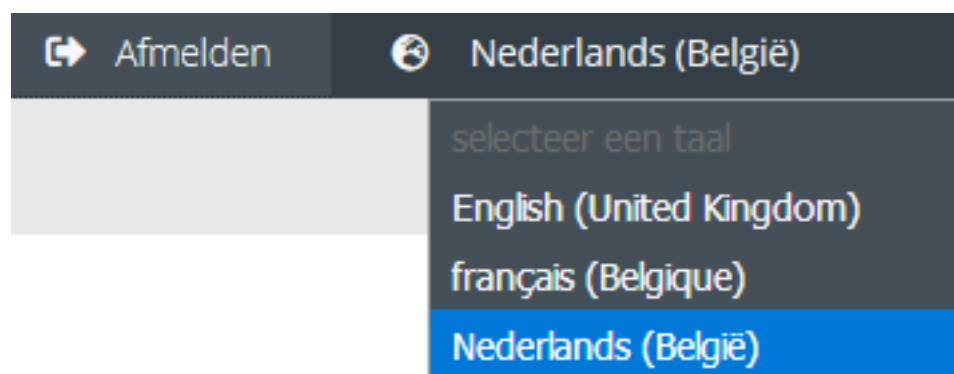 Afmelden Nederlands (België)
selecteer een taal
English (United Kingdom)
français (Belgique)
Nederlands (België)